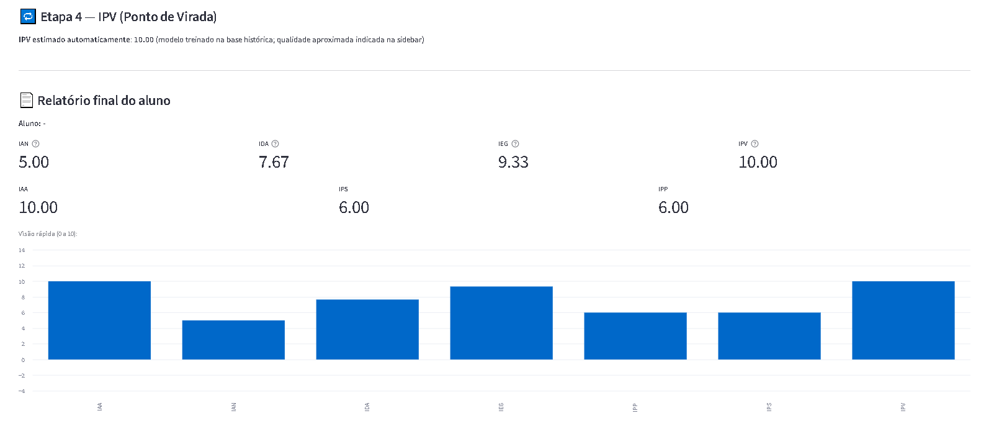 Etapa 4 — IPV (Ponto de Virada)
IPV estimado automaticamente: 10.00 (modelo treinado na base histórica; qualidade aproximada indicada na sidebar)
Relatório final do aluno
Aluno: -
IAN IDA IEG IPV
5.00 7.67 9.33 10.00
IAA IPS IPP
10.00 6.00 6.00
Visão rápida (0 a 10):
14
12
10
8
6
4
2
0
−2
−4
IAA IAN IDA IEG IPP IPS IPV